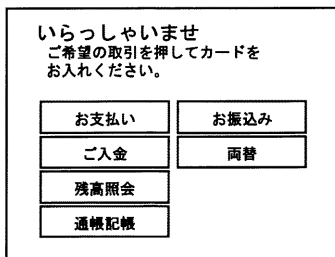 いらっしゃいませ
ご希望の取引を押してカードを
お入れください。
お支払い
お振込み
ご入金
両替
残高照会
通帳記帳